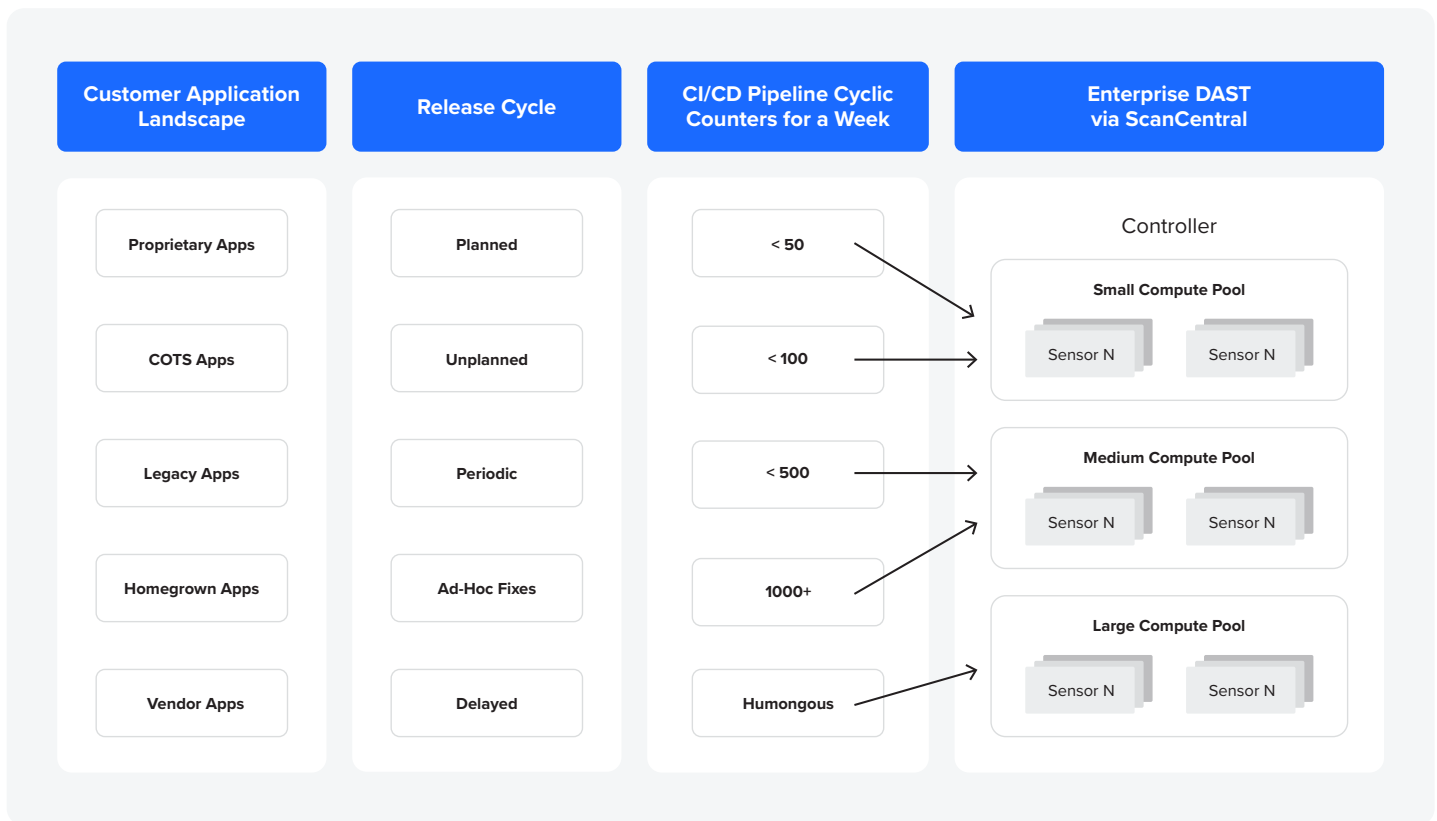 Customer Application
Landscape
Release Cycle
CI/CD Pipeline Cyclic
Counters for a Week
Enterprise DAST
via ScanCentral
Proprietary Apps
COTS Apps
Legacy Apps
Homegrown Apps
Vendor Apps
Planned
Unplanned
Periodic
Ad-Hoc Fixes
Delayed
< 50
< 100
< 500
1000+
Humongous
Controller
Small Compute Pool
Sensor N
Sensor N
Medium Compute Pool
Sensor N
Sensor N
Large Compute Pool
Sensor N
Sensor N